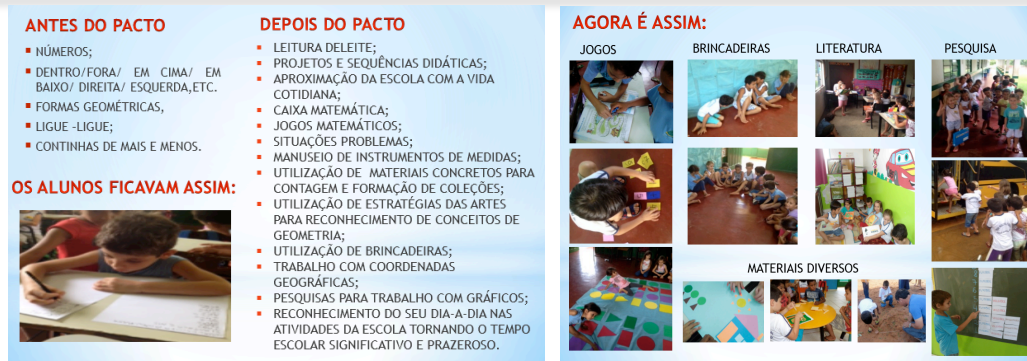 ANTES DO PACTO
NÚMEROS;
DENTRO/FORA/ EM CIMA/ EM
BAIXO/ DIREITA/ ESQUERDA,ETC.
FORMAS GEOMÉTRICAS,
LIGUE -LIGUE;
CONTINHAS DE MAIS E MENOS.
OS ALUNOS FICAVAM ASSIM:
DEPOIS DO PACTO
LEITURA DELEITE;
PROJETOS E SEQUÊNCIAS DIDÁTICAS;
APROXIMAÇÃO DA ESCOLA COM A VIDA
COTIDIANA;
CAIXA MATEMÁTICA;
JOGOS MATEMÁTICOS;
SITUAÇÕES PROBLEMAS;
MANUSEIO DE INSTRUMENTOS DE MEDIDAS;
UTILIZAÇÃO DE MATERIAIS CONCRETOS PARA
CONTAGEM E FORMAÇÃO DE COLEÇÕES;
UTILIZAÇÃO DE ESTRATÉGIAS DAS ARTES
PARA RECONHECIMENTO DE CONCEITOS DE
GEOMETRIA;
UTILIZAÇÃO DE BRINCADEIRAS;
TRABALHO COM COORDENADAS
GEOGRÁFICAS;
PESQUISAS PARA TRABALHO COM GRÁFICOS;
RECONHECIMENTO DO SEU DIA-A-DIA NAS
ATIVIDADES DA ESCOLA TORNANDO O TEMPO
ESCOLAR SIGNIFICATIVO E PRAZEROSO.
AGORA É ASSIM:
JOGOS
BRINCADEIRAS
LITERATURA
PESQUISA
MATERIAIS DIVERSOS